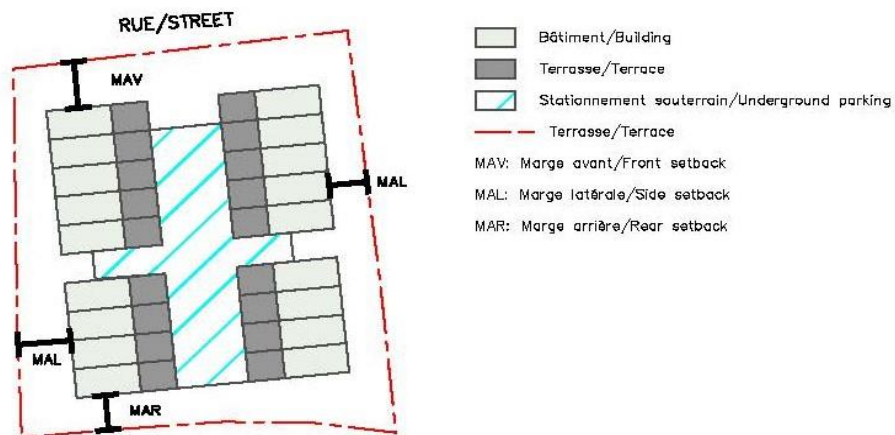 RUE/STREET
MAV
MAL
MAL
MAR
Bâtiment/Building
Terrasse/Terrace
Stationnement souterrain/Underground parking
Terrasse/Terrace
MAV: Marge avant/Front setback
MAL: Marge latérale/Side setback
MAR: Marge arrière/Rear setback